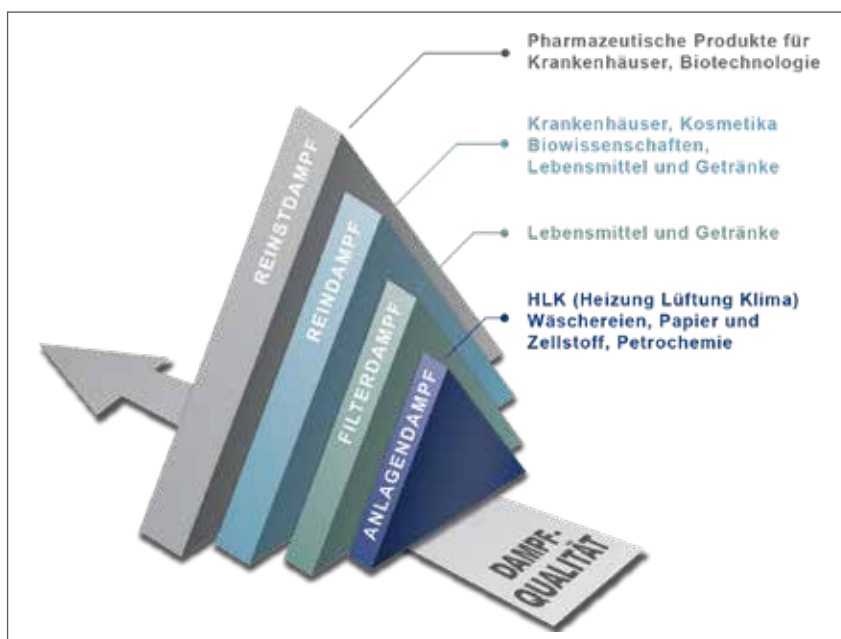 Pharmazeutische Produkte für
Krankenhäuser, Biotechnologie
Krankenhäuser, Kosmetika
Biowissenschaften,
Lebensmittel und Getränke
Lebensmittel und Getränke
HLK (Heizung Lüftung Klima)
Wäschereien, Papier und
Zellstoff, Petrochemie
REINSTDAMPF
REINDAMPF
FILTERDAMPF
ANLAGENDAMPF
DAMPF-
QUALITÄT